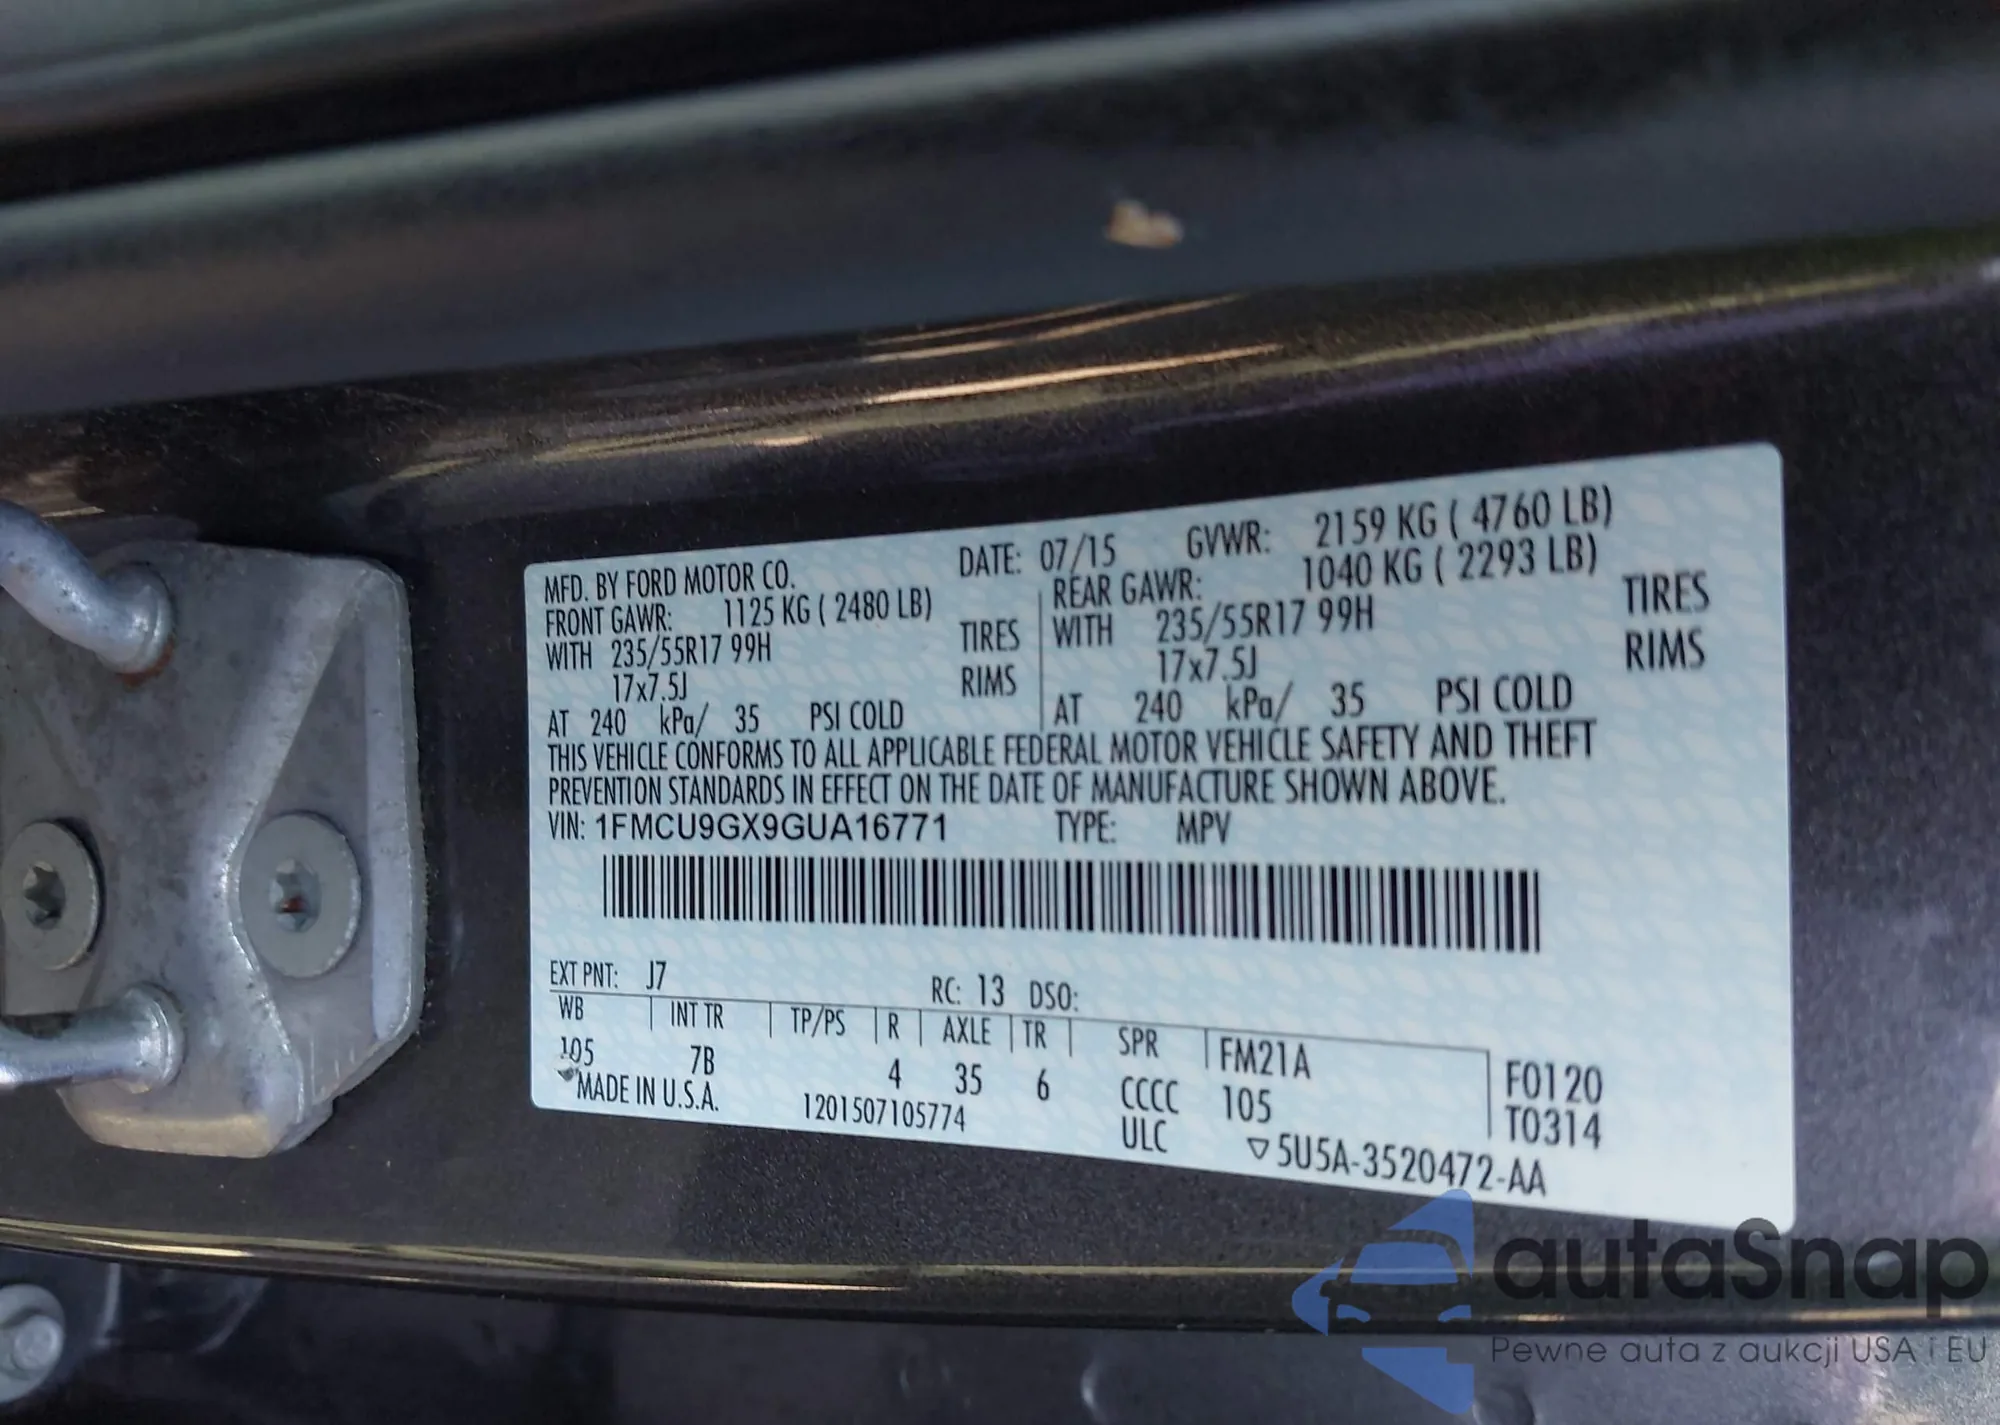 MFD. BY FORD MOTOR CO. DATE: 07/15 GVWR: 2159 KG ( 4760 LB)
FRONT GAWR: 1125 KG ( 2480 LB) REAR GAWR: 1040 KG ( 2293 LB)
WITH 235/55R17 99H TIRES WITH 235/55R17 99H TIRES
17x7.5J RIMS 17x7.5J RIMS
AT 240 kPa/ 35 PSI COLD AT 240 kPa/ 35 PSI COLD
THIS VEHICLE CONFORMS TO ALL APPLICABLE FEDERAL MOTOR VEHICLE SAFETY AND THEFT
PREVENTION STANDARDS IN EFFECT ON THE DATE OF MANUFACTURE SHOWN ABOVE.
VIN: 1FMCU9GX9GUA16771 TYPE: MPV
EXT PNT: J7 RC: 13 DSO:
WB INT TR TP/PS R AXLE TR SPR FM21A F0120
105 7B 4 35 6 CCCC 105 T0314
MADE IN U.S.A. 1201507105774 ULC ▽5U5A-3520472-AA
autaSnap
Pewne auta z aukcji USA i EU